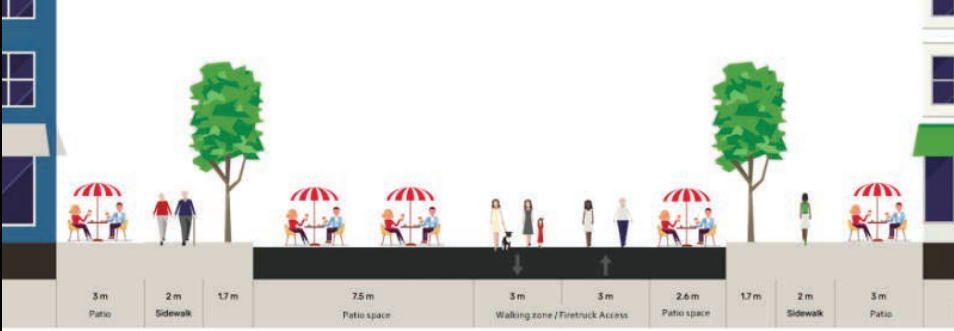 3 m 2 m 1.7 m 7.5 m 3 m 3 m 2.6 m 1.7 m 2 m 3 m
Patio Sidewalk Patio space Walking zone / Firetruck Access Patio space Sidewalk Patio